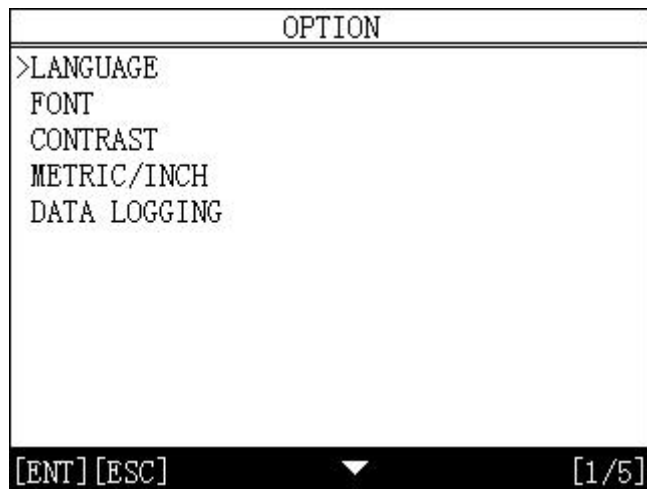 OPTION
>LANGUAGE
FONT
CONTRAST
METRIC/INCH
DATA LOGGING
[ENT][ESC] [1/5]